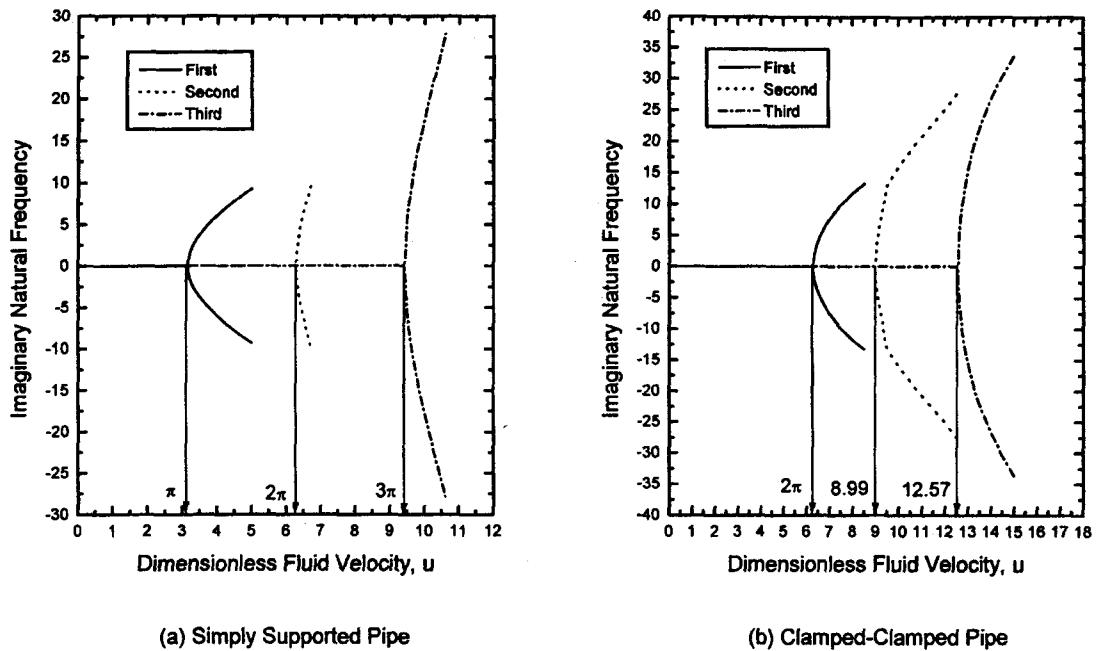 Imaginary Natural Frequency
30
25
20
15
10
5
0
-5
-10
-15
-20
-25
-30
First
Second
Third
π
2π
3π
0 1 2 3 4 5 6 7 8 9 10 11 12
Dimensionless Fluid Velocity, u
(a) Simply Supported Pipe
Imaginary Natural Frequency
40
35
30
25
20
15
10
5
0
-5
-10
-15
-20
-25
-30
-35
-40
First
Second
Third
2π
8.99
12.57
0 1 2 3 4 5 6 7 8 9 10 11 12 13 14 15 16 17 18
Dimensionless Fluid Velocity, u
(b) Clamped-Clamped Pipe